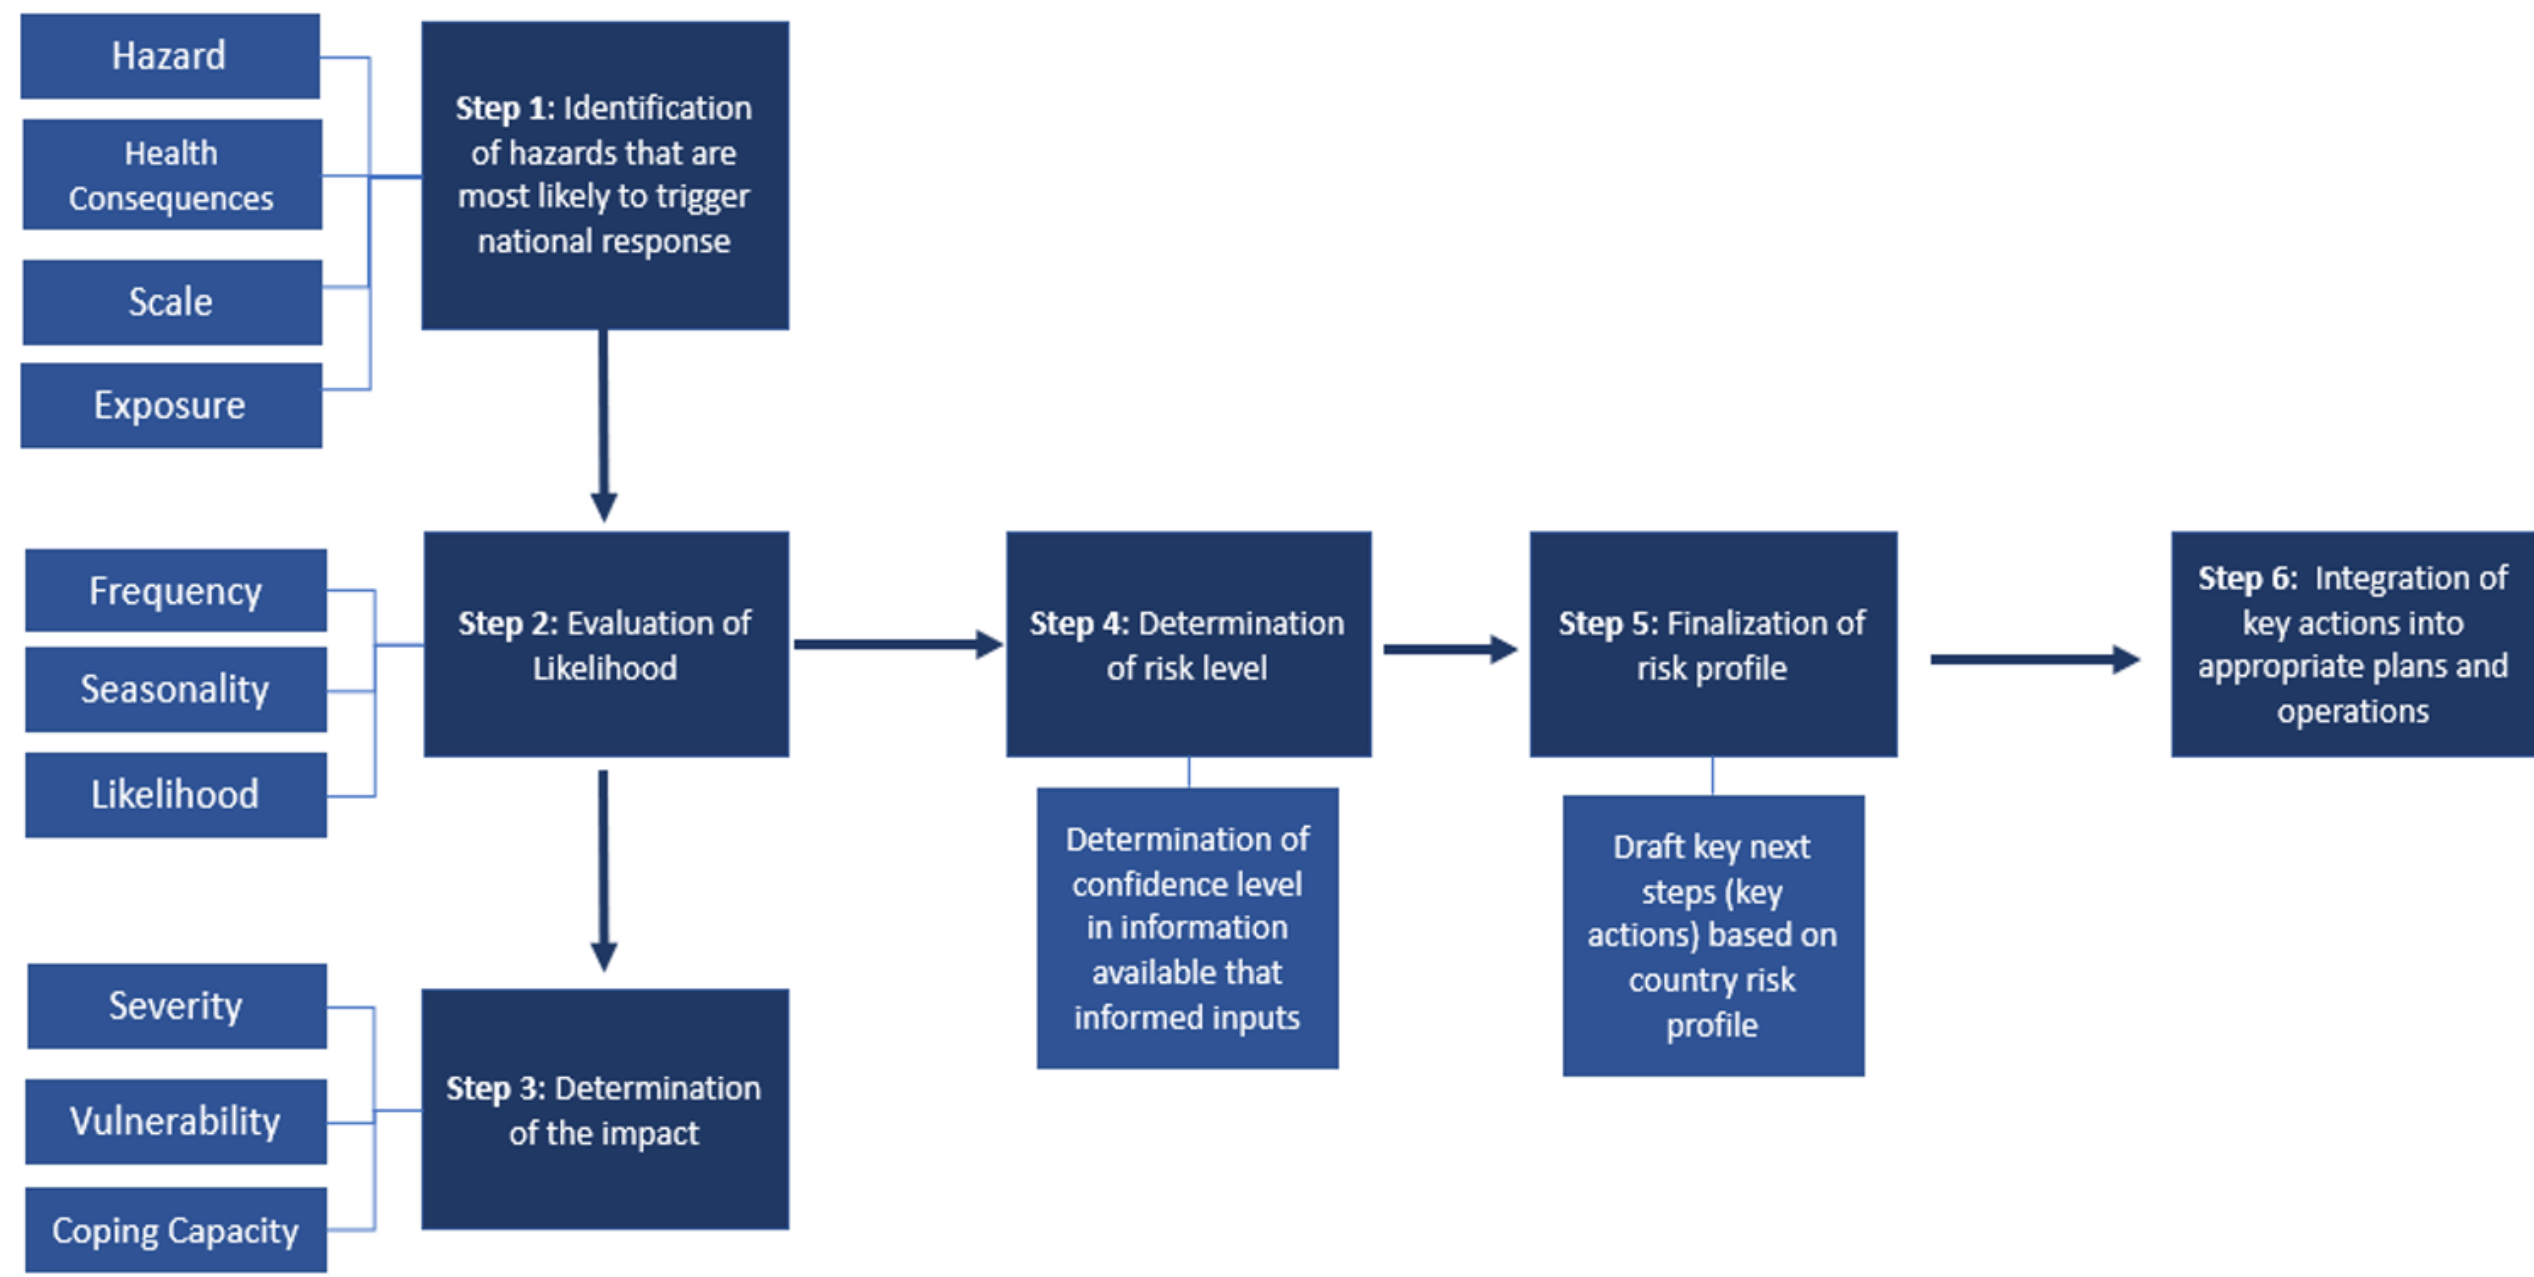 Hazard
Health
Consequences
Scale
Exposure
Step 1: Identification
of hazards that are
most likely to trigger
national response
Frequency
Seasonality
Likelihood
Step 2: Evaluation of
Likelihood
Severity
Vulnerability
Coping Capacity
Step 3: Determination
of the impact
Step 4: Determination
of risk level
Determination of
confidence level
in information
available that
informed inputs
Step 5: Finalization of
risk profile
Draft key next
steps (key
actions) based on
country risk
profile
Step 6: Integration of
key actions into
appropriate plans and
operations